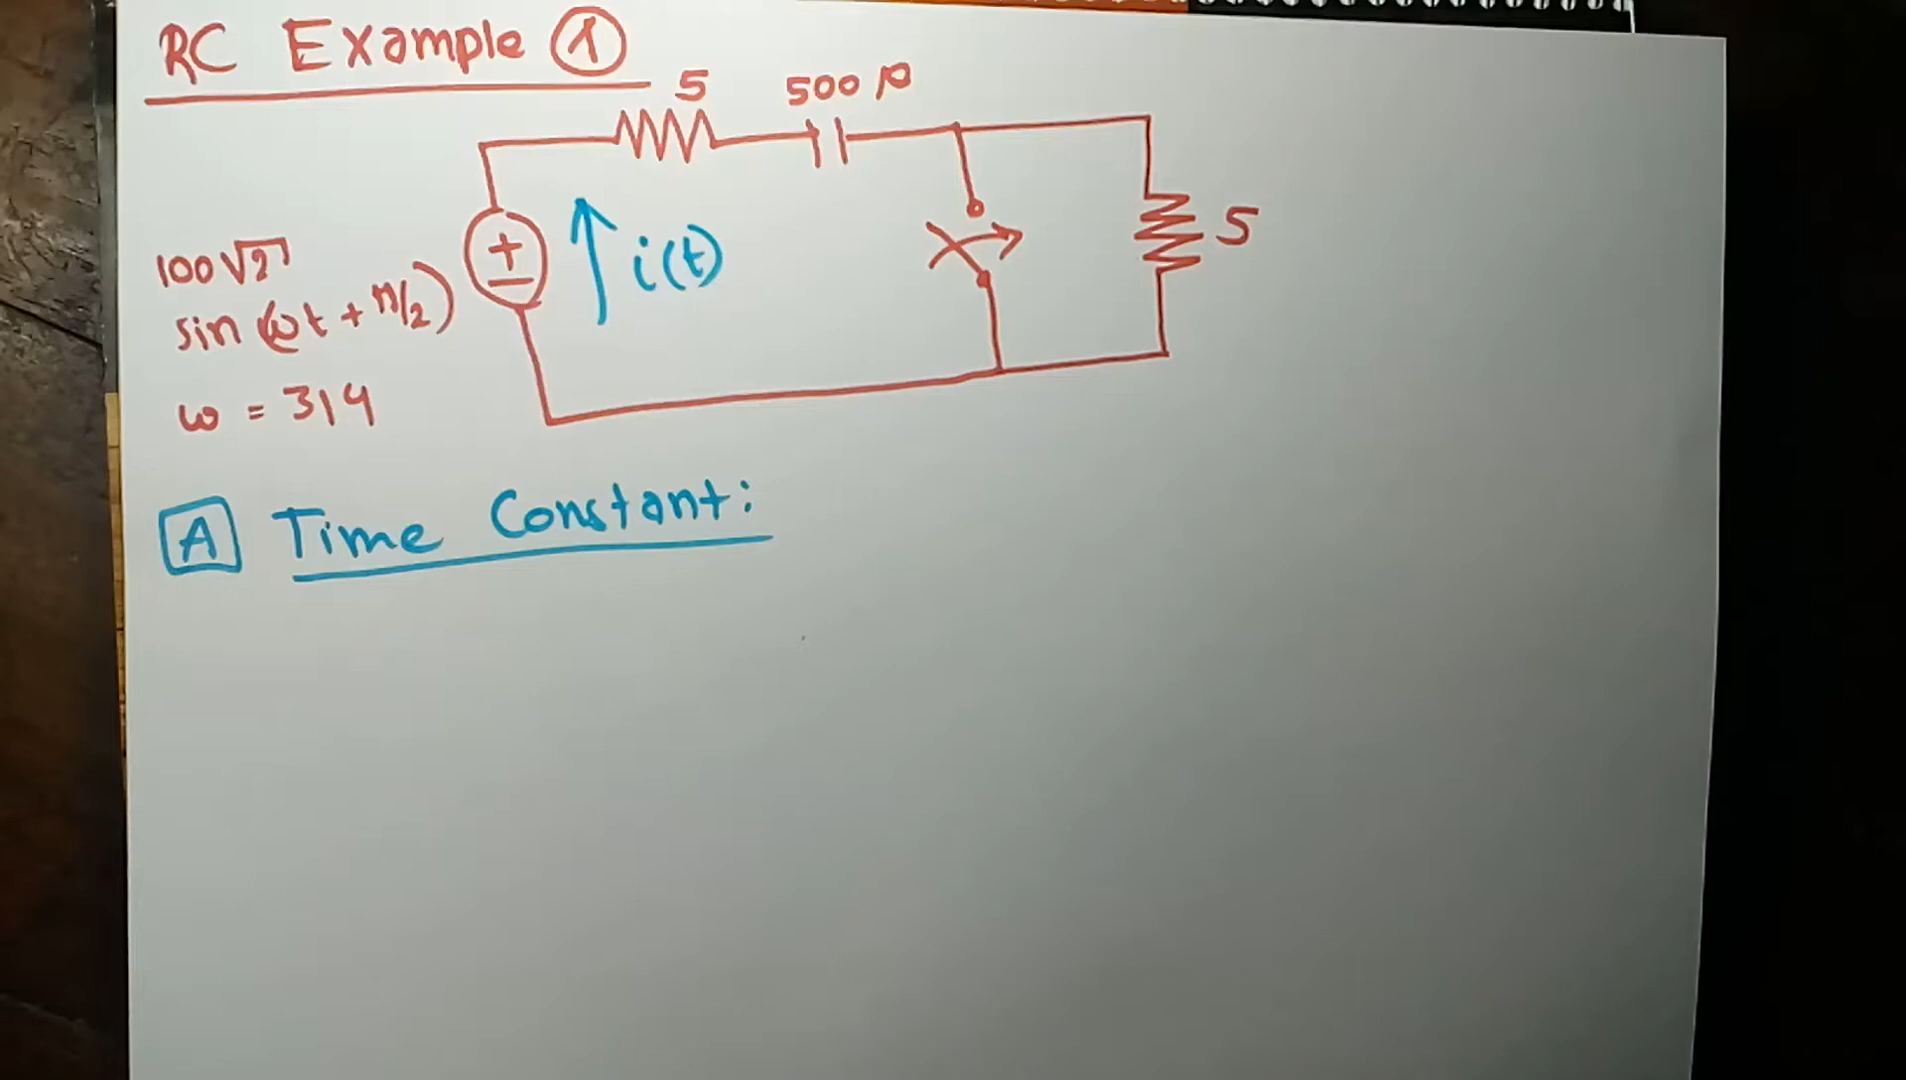 RC Example ①
5
500 μ
5
i(t)
100√2
sin (ωt + π/2)
ω = 314
A Time Constant: